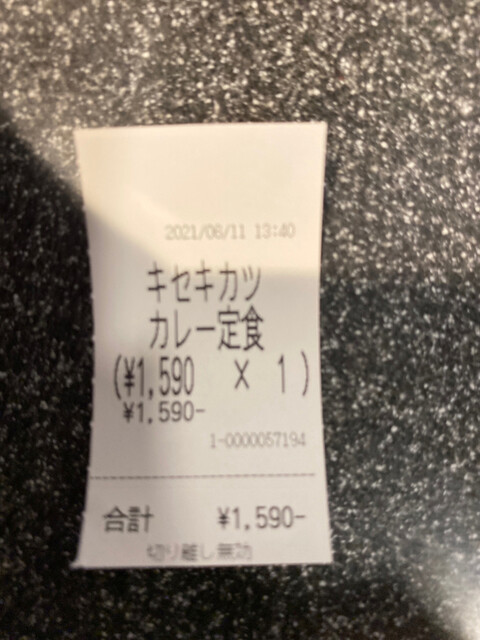 2021/06/11 13:40
キセキカツ
カレー定食
(¥1,590 × 1)
¥1,590-
1-0000057194
合計 ¥1,590-
切り離し無効